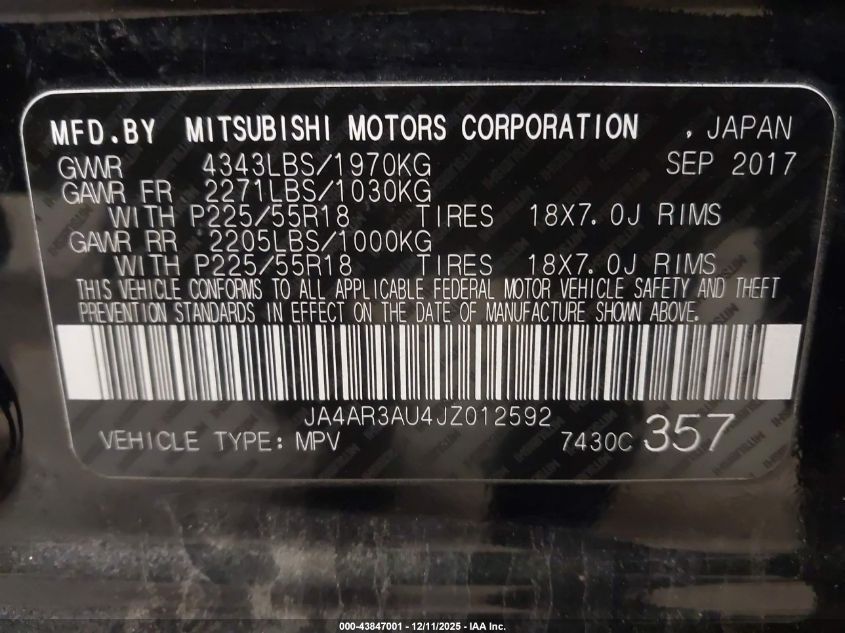 MFD.BY MITSUBISHI MOTORS CORPORATION , JAPAN
GVWR 4343LBS/1970KG SEP 2017
GAWR FR 2271LBS/1030KG
WITH P225/55R18 TIRES 18X7.0J RIMS
GAWR RR 2205LBS/1000KG
WITH P225/55R18 TIRES 18X7.0J RIMS
THIS VEHICLE CONFORMS TO ALL APPLICABLE FEDERAL MOTOR VEHICLE SAFETY AND THEFT
PREVENTION STANDARDS IN EFFECT ON THE DATE OF MANUFACTURE SHOWN ABOVE.
JA4AR3AU4JZ012592
VEHICLE TYPE: MPV 7430C 357
000-43847001 - 12/11/2025 - IAA Inc.